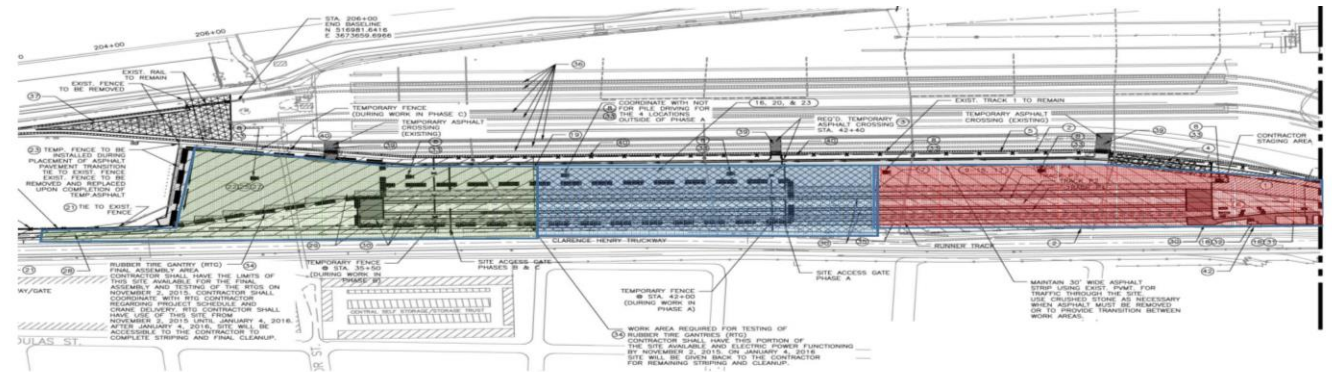 STA. 206+00
END BASELINE
N 516981.6416
E 3673659.6966
204+00
206+00
EXIST. RAIL
TO REMAIN
EXIST. FENCE
TO BE REMOVED
37
36
TEMPORARY FENCE
(DURING WORK IN PHASE C)
TEMPORARY ASPHALT
CROSSING
(EXISTING)
COORDINATE WITH NOT
FOR PILE DRIVING FOR
THE 4 LOCATIONS
OUTSIDE OF PHASE A
16, 20, & 23
REQ'D. TEMPORARY
ASPHALT CROSSING
STA. 42+40
EXIST. TRACK 1 TO REMAIN
TEMPORARY ASPHALT
CROSSING (EXISTING)
CONTRACTOR
STAGING AREA
23 TEMP. FENCE TO BE
INSTALLED DURING
PLACEMENT OF ASPHALT
PAVEMENT TRANSITION
TIE TO EXIST. FENCE
EXIST. FENCE TO BE
REMOVED AND REPLACED
UPON COMPLETION OF
TEMP.ASPHALT
21 TIE TO EXIST.
FENCE
CLARENCE HENRY TRUCKWAY
RUNNER TRACK
34
RUBBER TIRE GANTRY (RTG)
FINAL ASSEMBLY AREA
CONTRACTOR SHALL HAVE THE LIMITS OF
THIS SITE AVAILABLE FOR THE FINAL
ASSEMBLY AND TESTING OF THE RTGS ON
NOVEMBER 2, 2015. CONTRACTOR SHALL
COORDINATE WITH RTG CONTRACTOR
REGARDING PROJECT SCHEDULE AND
CRANE DELIVERY. RTG CONTRACTOR SHALL
HAVE USE OF THIS SITE FROM
NOVEMBER 2, 2015 UNTIL JANUARY 4, 2016.
AFTER JANUARY 4, 2016, SITE WILL BE
ACCESSIBLE TO THE CONTRACTOR TO
COMPLETE STRIPING AND FINAL CLEANUP.
TEMPORARY FENCE
@ STA. 35+50
(DURING WORK IN
PHASE B)
SITE ACCESS GATE
PHASES B & C
TEMPORARY FENCE
@ STA. 42+00
(DURING WORK IN
PHASE A)
SITE ACCESS GATE
PHASE A
MAINTAIN 30' WIDE ASPHALT
STRIP USING EXIST. PVMT. FOR
TRAFFIC THROUGH THE SITE.
USE CRUSHED STONE AS NECESSARY
WHEN ASPHALT MUST BE REMOVED
OR TO PROVIDE TRANSITION BETWEEN
WORK AREAS.
CENTRAL SELF STORAGE/STORAGE TRUST
34 WORK AREA REQUIRED FOR TESTING OF
RUBBER TIRE GANTRIES (RTG)
CONTRACTOR SHALL HAVE THIS PORTION OF
THE SITE AVAILABLE AND ELECTRIC POWER FUNCTIONING
BY NOVEMBER 2, 2015. ON JANUARY 4, 2016
SITE WILL BE GIVEN BACK TO THE CONTRACTOR
FOR REMAINING STRIPING AND CLEANUP.
WAY/GATE
OULAS ST.